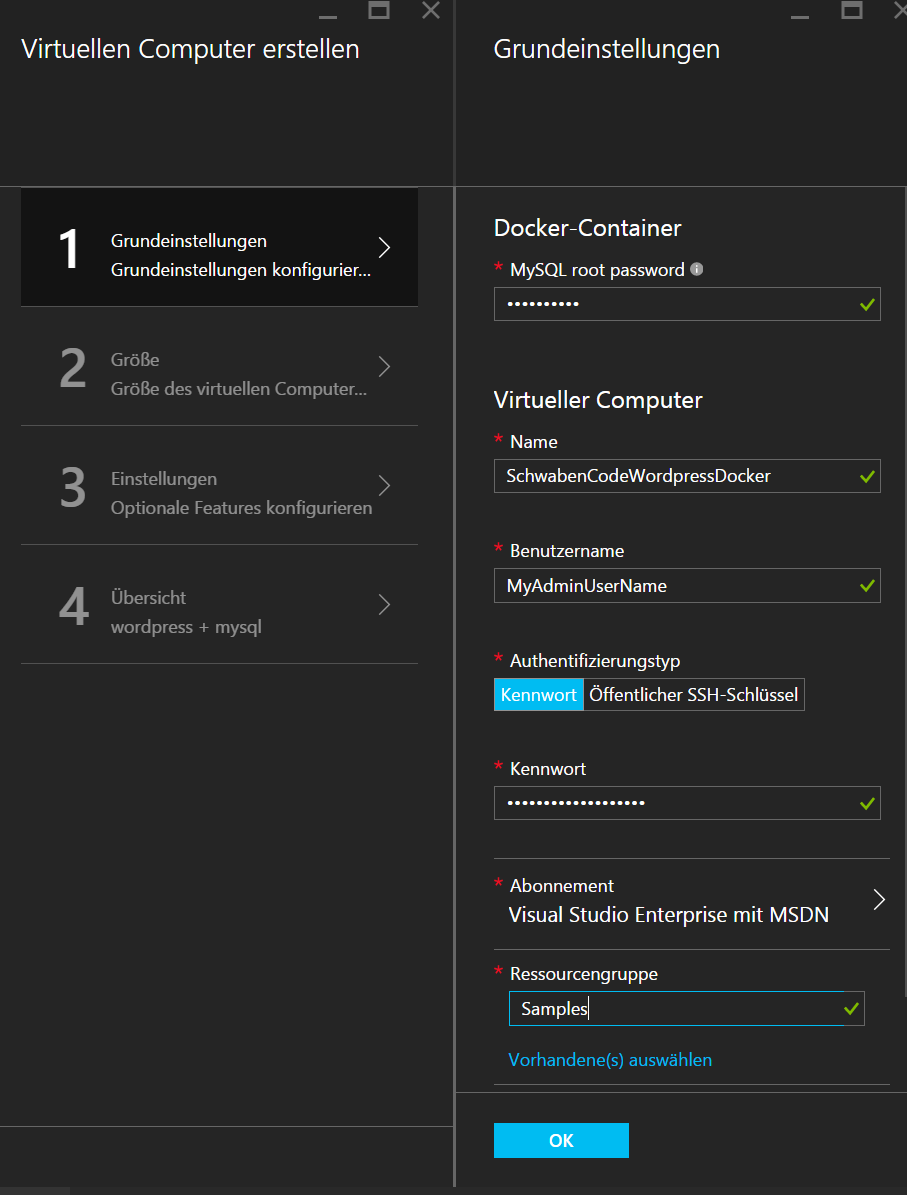 Virtuellen Computer erstellen
1
Grundeinstellungen
Grundeinstellungen konfigurier...
2
Größe
Größe des virtuellen Computer...
3
Einstellungen
Optionale Features konfigurieren
4
Übersicht
wordpress + mysql
Grundeinstellungen
Docker-Container
* MySQL root password
••••••••••
Virtueller Computer
* Name
SchwabenCodeWordpressDocker
* Benutzername
MyAdminUserName
* Authentifizierungstyp
Kennwort Öffentlicher SSH-Schlüssel
* Kennwort
•••••••••••••••••••
* Abonnement
Visual Studio Enterprise mit MSDN
* Ressourcengruppe
Samples
Vorhandene(s) auswählen
OK